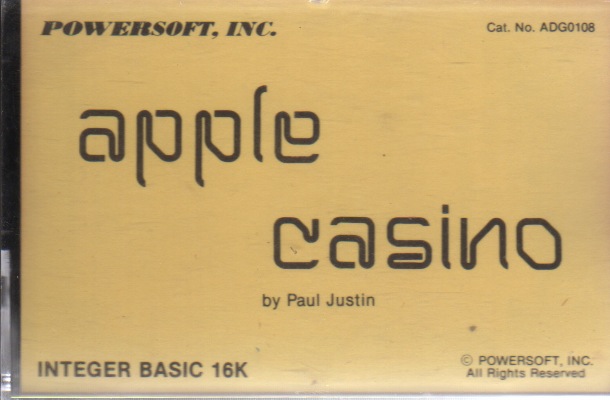 POWERSOFT, INC.
Cat. No. ADG0108
apple
casino
by Paul Justin
INTEGER BASIC 16K
© POWERSOFT, INC.
All Rights Reserved